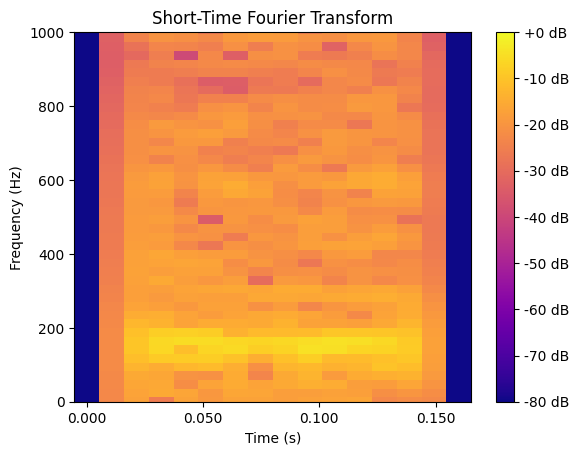 Short-Time Fourier Transform
1000
800
600
400
200
0
Frequency (Hz)
0.000
0.050
0.100
0.150
Time (s)
+0 dB
-10 dB
-20 dB
-30 dB
-40 dB
-50 dB
-60 dB
-70 dB
-80 dB